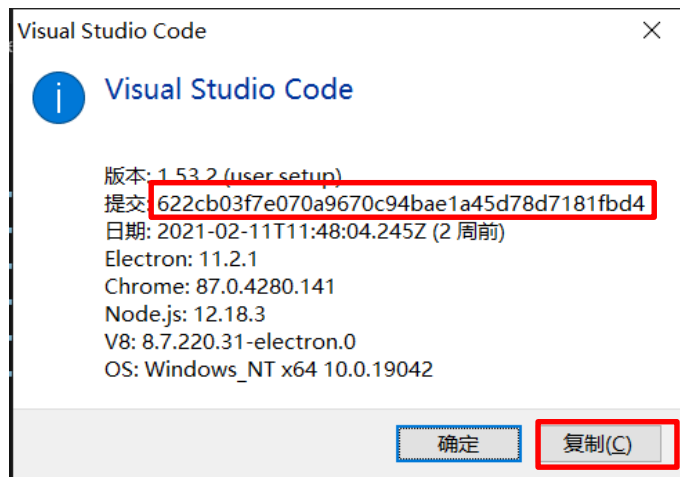 Visual Studio Code
Visual Studio Code
版本: 1.53.2 (user setup)
提交: 622cb03f7e070a9670c94bae1a45d78d7181fbd4
日期: 2021-02-11T11:48:04.245Z (2 周前)
Electron: 11.2.1
Chrome: 87.0.4280.141
Node.js: 12.18.3
V8: 8.7.220.31-electron.0
OS: Windows_NT x64 10.0.19042
确定
复制(C)